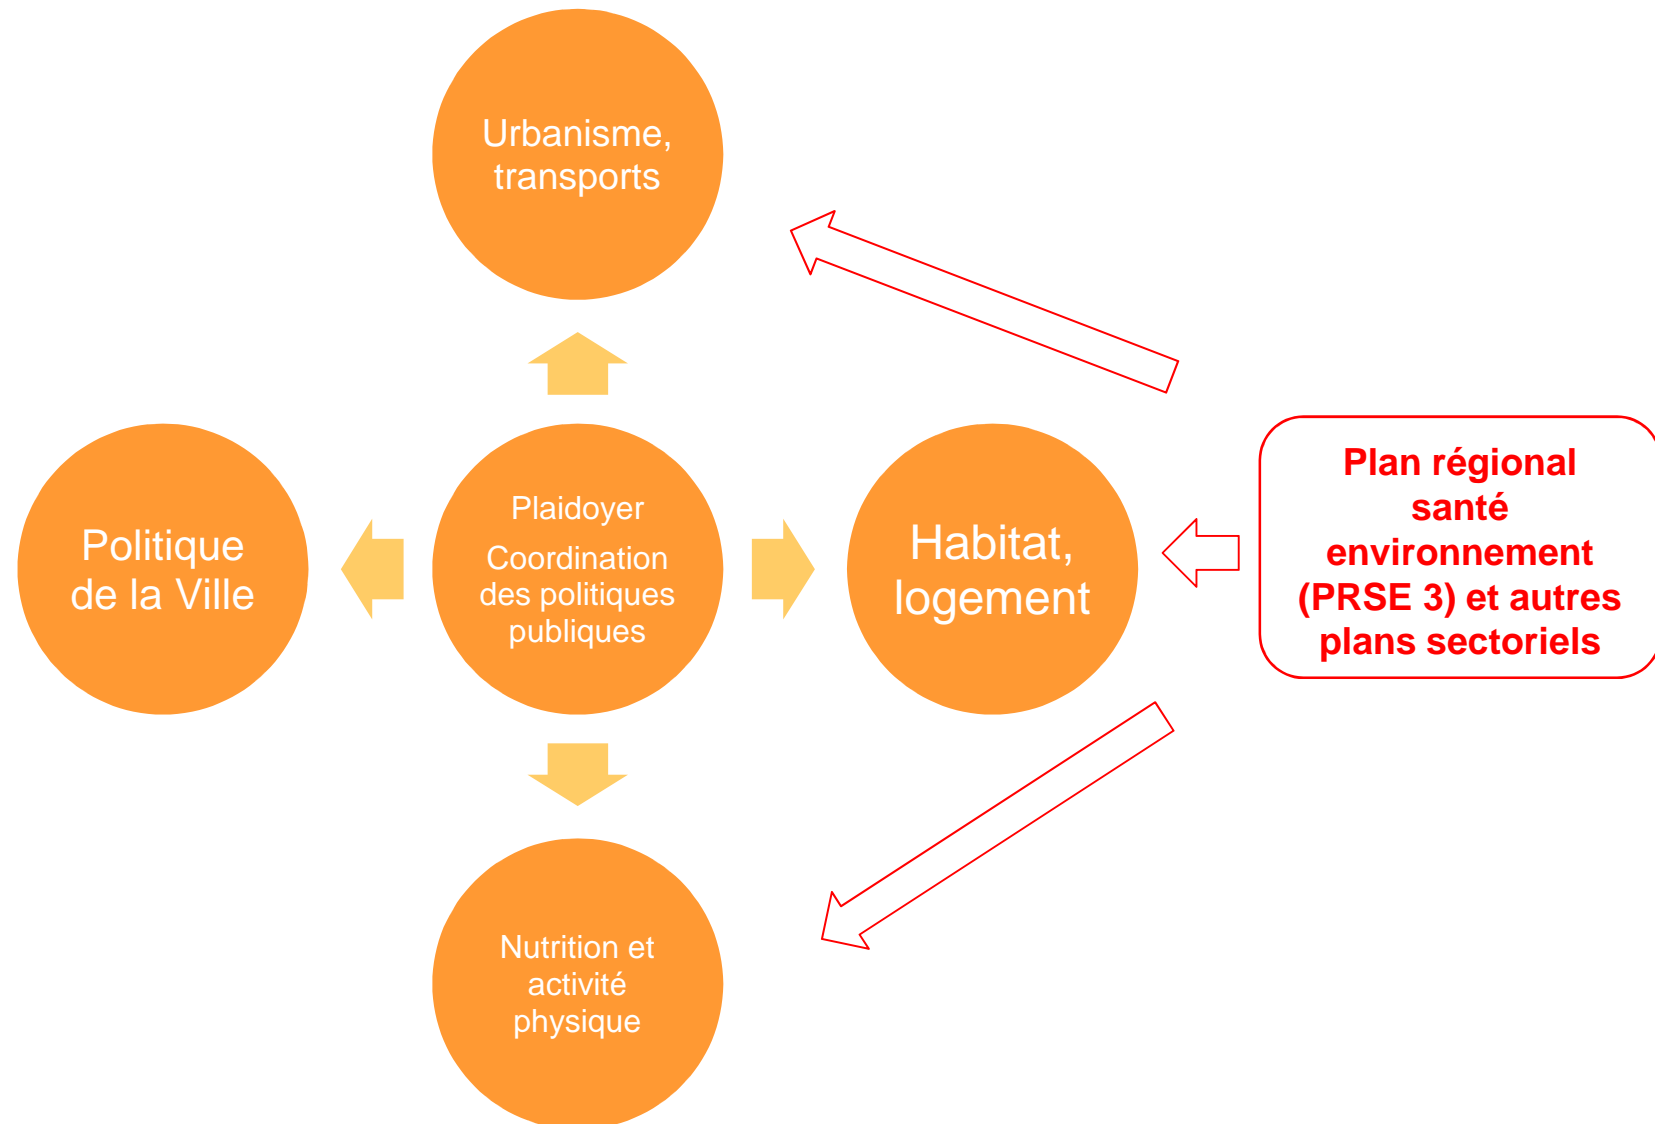 Urbanisme,
transports
Politique
de la Ville
Plaidoyer
Coordination
des politiques
publiques
Habitat,
logement
Plan régional
santé
environnement
(PRSE 3) et autres
plans sectoriels
Nutrition et
activité
physique